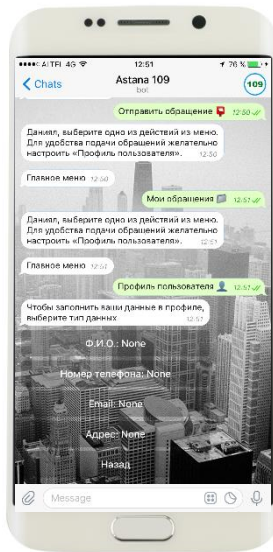 ALTEL 4G 12:51 76 %
Chats
Astana 109
bot
109
Отправить обращение 📮 12:50
Даниял, выберите одно из действий из меню.
Для удобства подачи обращений желательно
настроить «Профиль пользователя». 12:50
Главное меню 12:50
Мои обращения 12:51
Даниял, выберите одно из действий из меню.
Для удобства подачи обращений желательно
настроить «Профиль пользователя». 12:51
Главное меню 12:51
Профиль пользователя 👤 12:51
Чтобы заполнить ваши данные в профиле,
выберите тип данных 12:51
Ф.И.О.: None
Номер телефона: None
Email: None
Адрес: None
Назад
Message